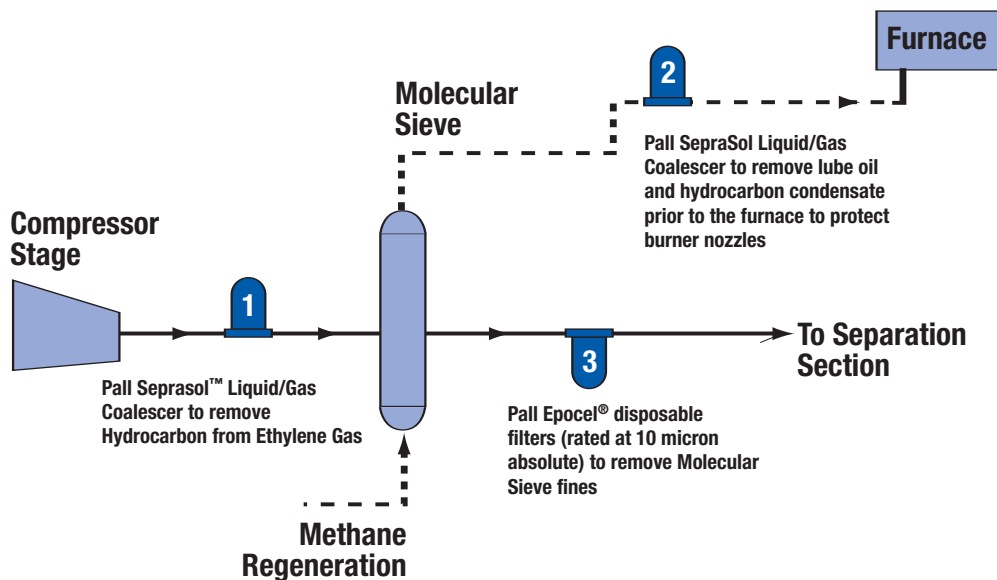 Furnace
2
Molecular
Sieve
Pall SepraSol Liquid/Gas
Coalescer to remove lube oil
and hydrocarbon condensate
prior to the furnace to protect
burner nozzles
Compressor
Stage
1
To Separation
Section
3
Pall Seprasol™ Liquid/Gas
Coalescer to remove
Hydrocarbon from Ethylene Gas
Pall Epocel® disposable
filters (rated at 10 micron
absolute) to remove Molecular
Sieve fines
Methane
Regeneration